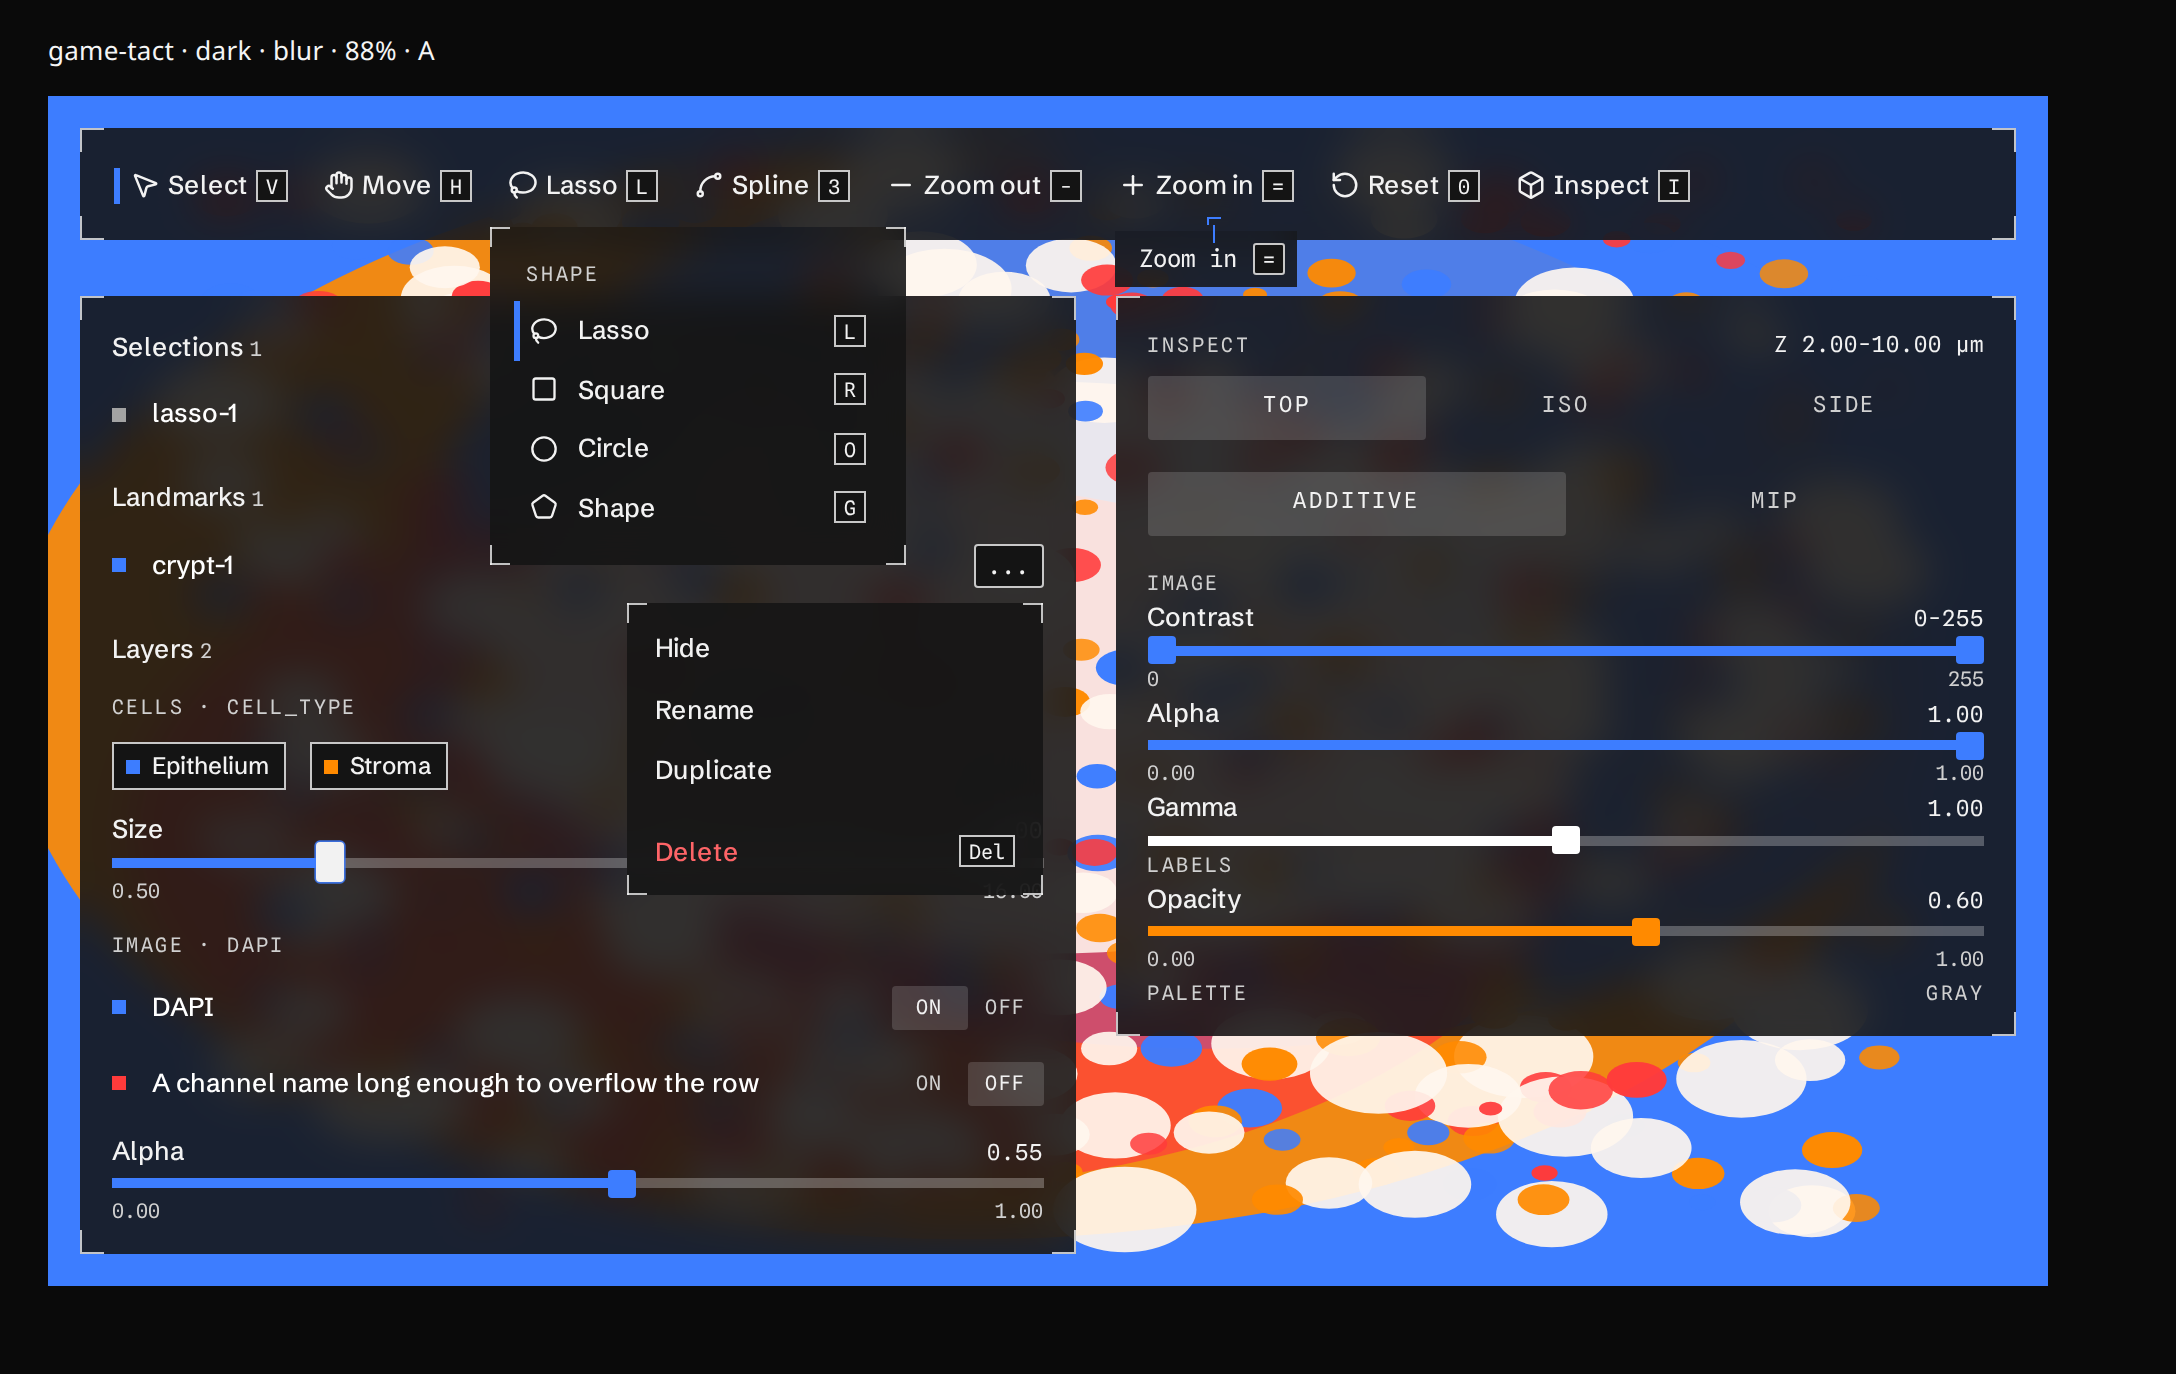 game-tact · dark · blur · 88% · A
Select V Move H Lasso L Spline 3 Zoom out - Zoom in = Reset 0 Inspect I
Zoom in =
SHAPE
Lasso L
Square R
Circle O
Shape G
Selections 1
lasso-1
Landmarks 1
crypt-1 ...
Hide
Rename
Duplicate
Delete Del
Layers 2
CELLS · CELL_TYPE
Epithelium Stroma
Size
0.50 16.00
IMAGE · DAPI
DAPI ON OFF
A channel name long enough to overflow the row ON OFF
Alpha 0.55
0.00 1.00
INSPECT Z 2.00-10.00 µm
TOP ISO SIDE
ADDITIVE MIP
IMAGE
Contrast 0-255
0 255
Alpha 1.00
0.00 1.00
Gamma 1.00
LABELS
Opacity 0.60
0.00 1.00
PALETTE GRAY